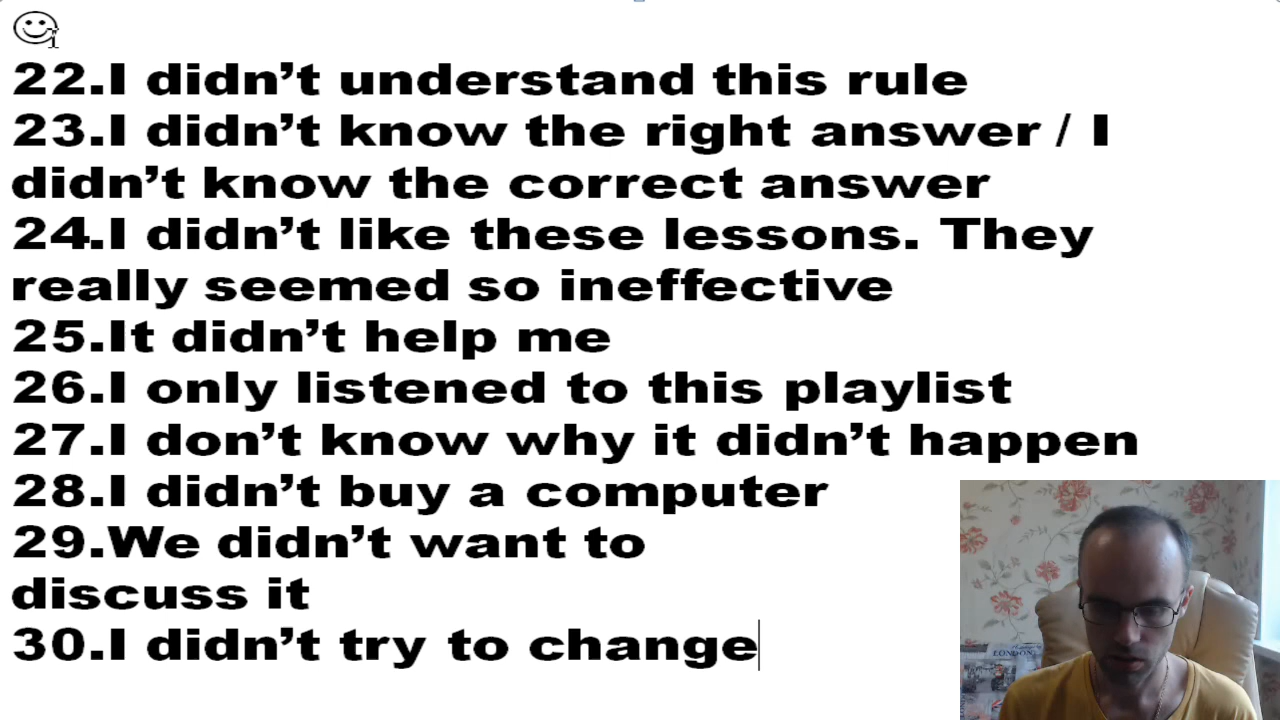 22.I didn’t understand this rule
23.I didn’t know the right answer / I
didn’t know the correct answer
24.I didn’t like these lessons. They
really seemed so ineffective
25.It didn’t help me
26.I only listened to this playlist
27.I don’t know why it didn’t happen
28.I didn’t buy a computer
29.We didn’t want to
discuss it
30.I didn’t try to change
LONDON